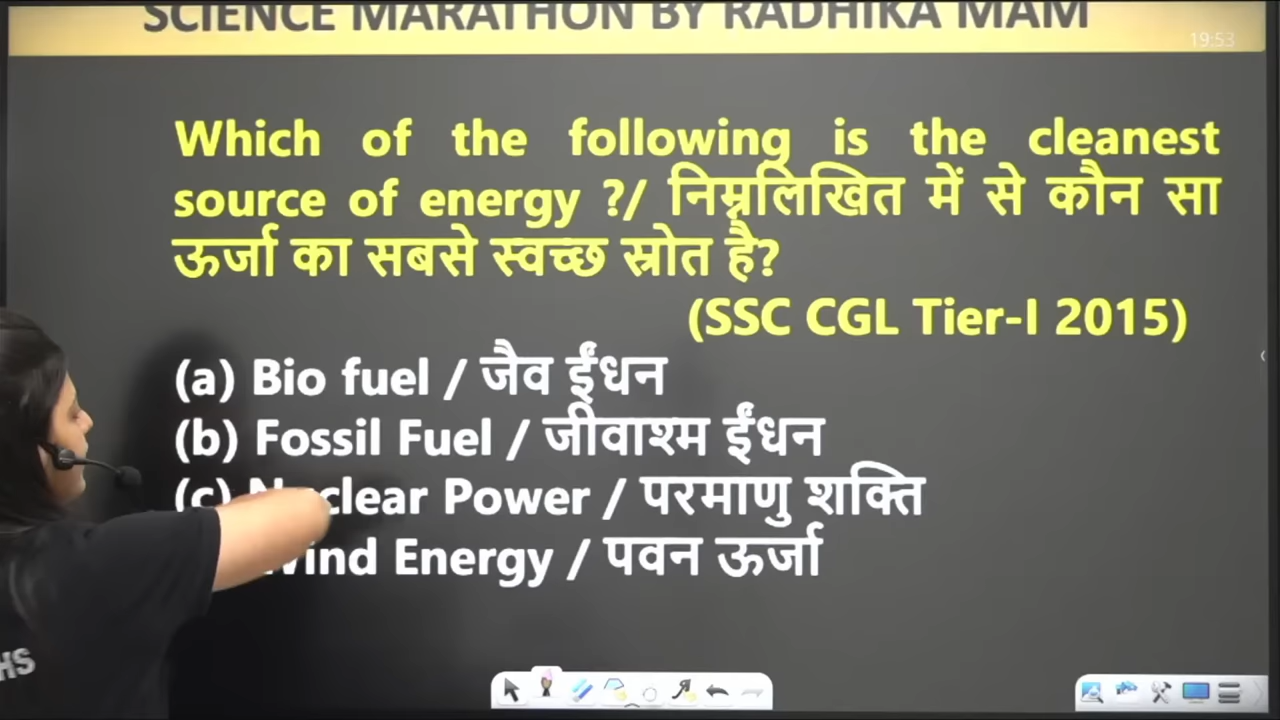 SCIENCE MARATHON BY RADHIKA MAM
19:53
Which of the following is the cleanest
source of energy ?/ निम्नलिखित में से कौन सा
ऊर्जा का सबसे स्वच्छ स्रोत है?
(SSC CGL Tier-I 2015)
(a) Bio fuel / जैव ईंधन
(b) Fossil Fuel / जीवाश्म ईंधन
(c) Nuclear Power / परमाणु शक्ति
Wind Energy / पवन ऊर्जा
HS